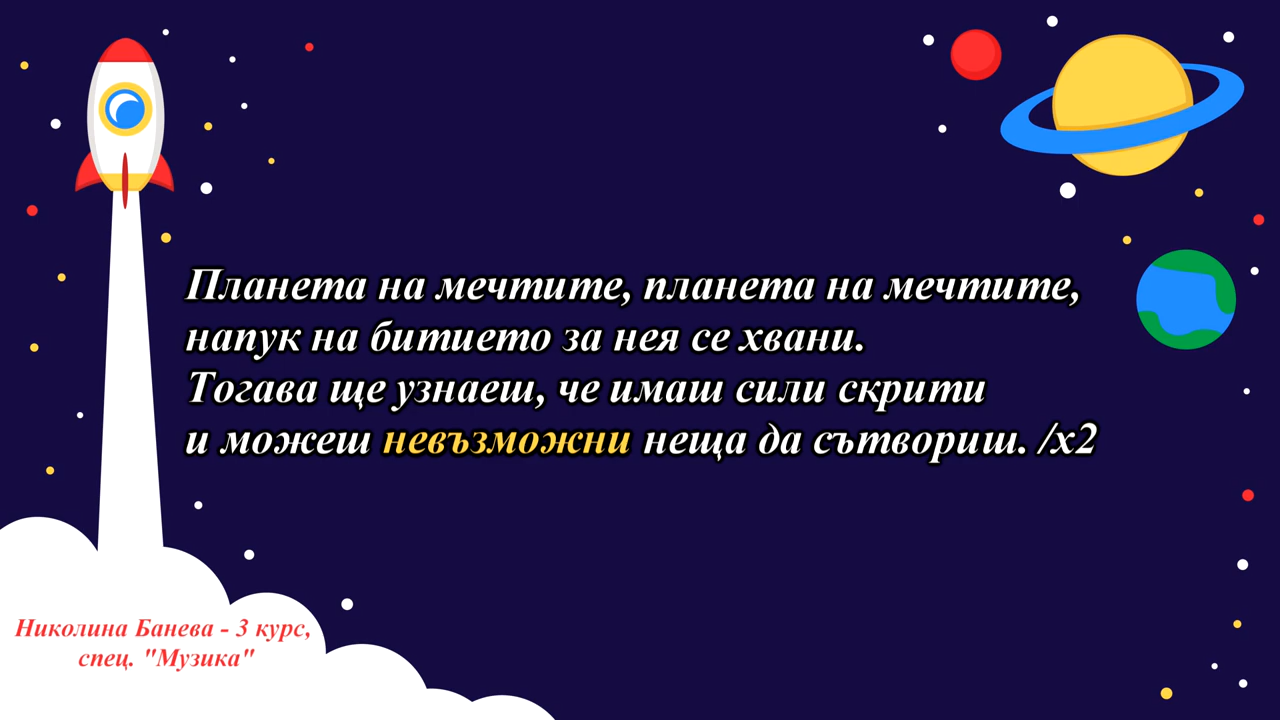 Планета на мечтите, планета на мечтите,
напук на битието за нея се хвани.
Тогава ще узнаеш, че имаш сили скрити
и можеш невъзможни неща да сътвориш. /x2
Николина Банева - 3 курс,
спец. "Музика"